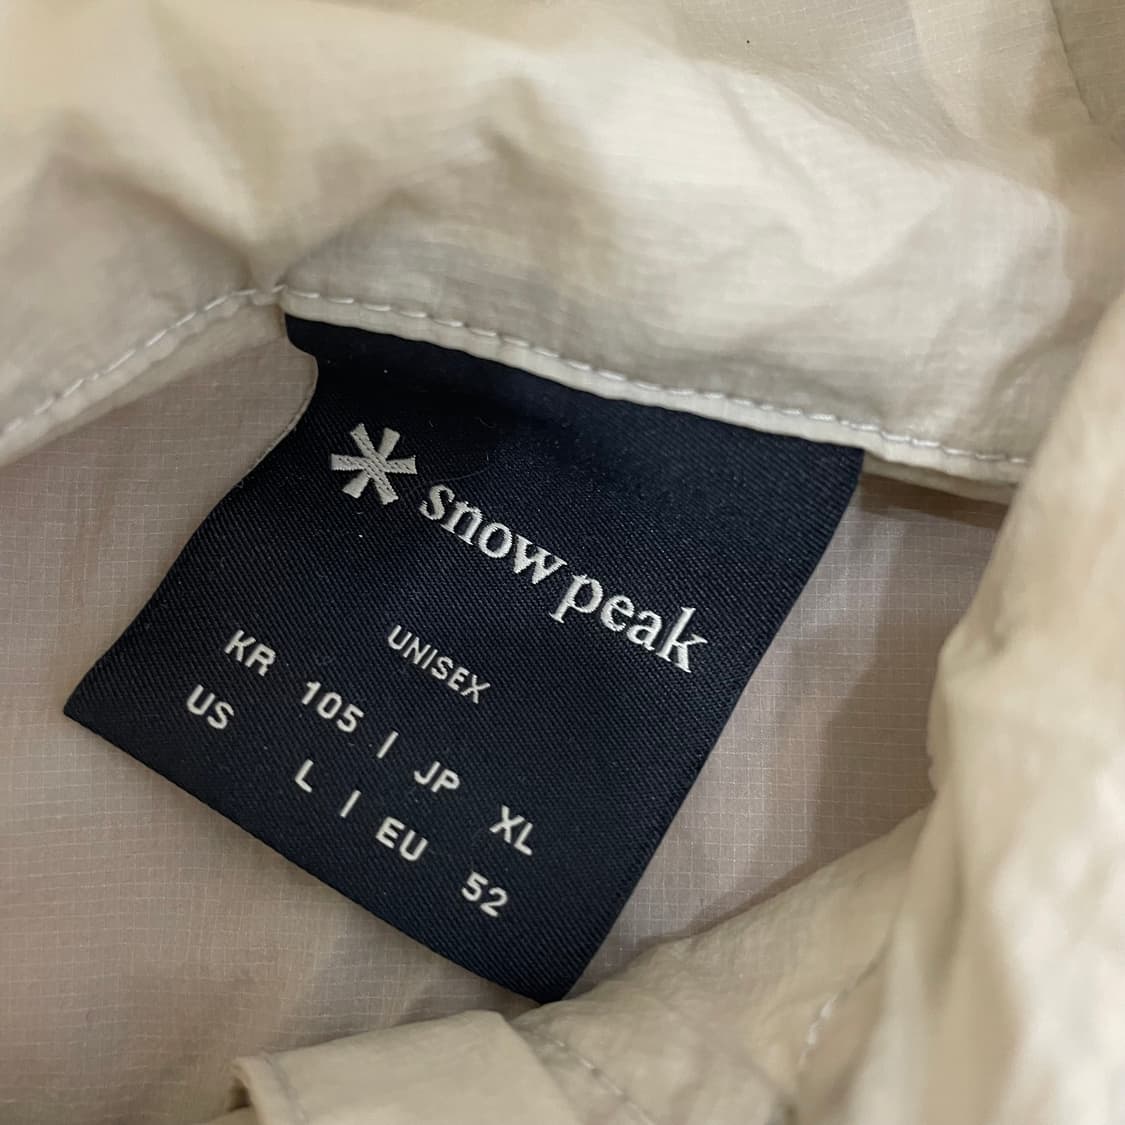 snow peak
UNISEX
KR 105 | JP XL
US L | EU 52